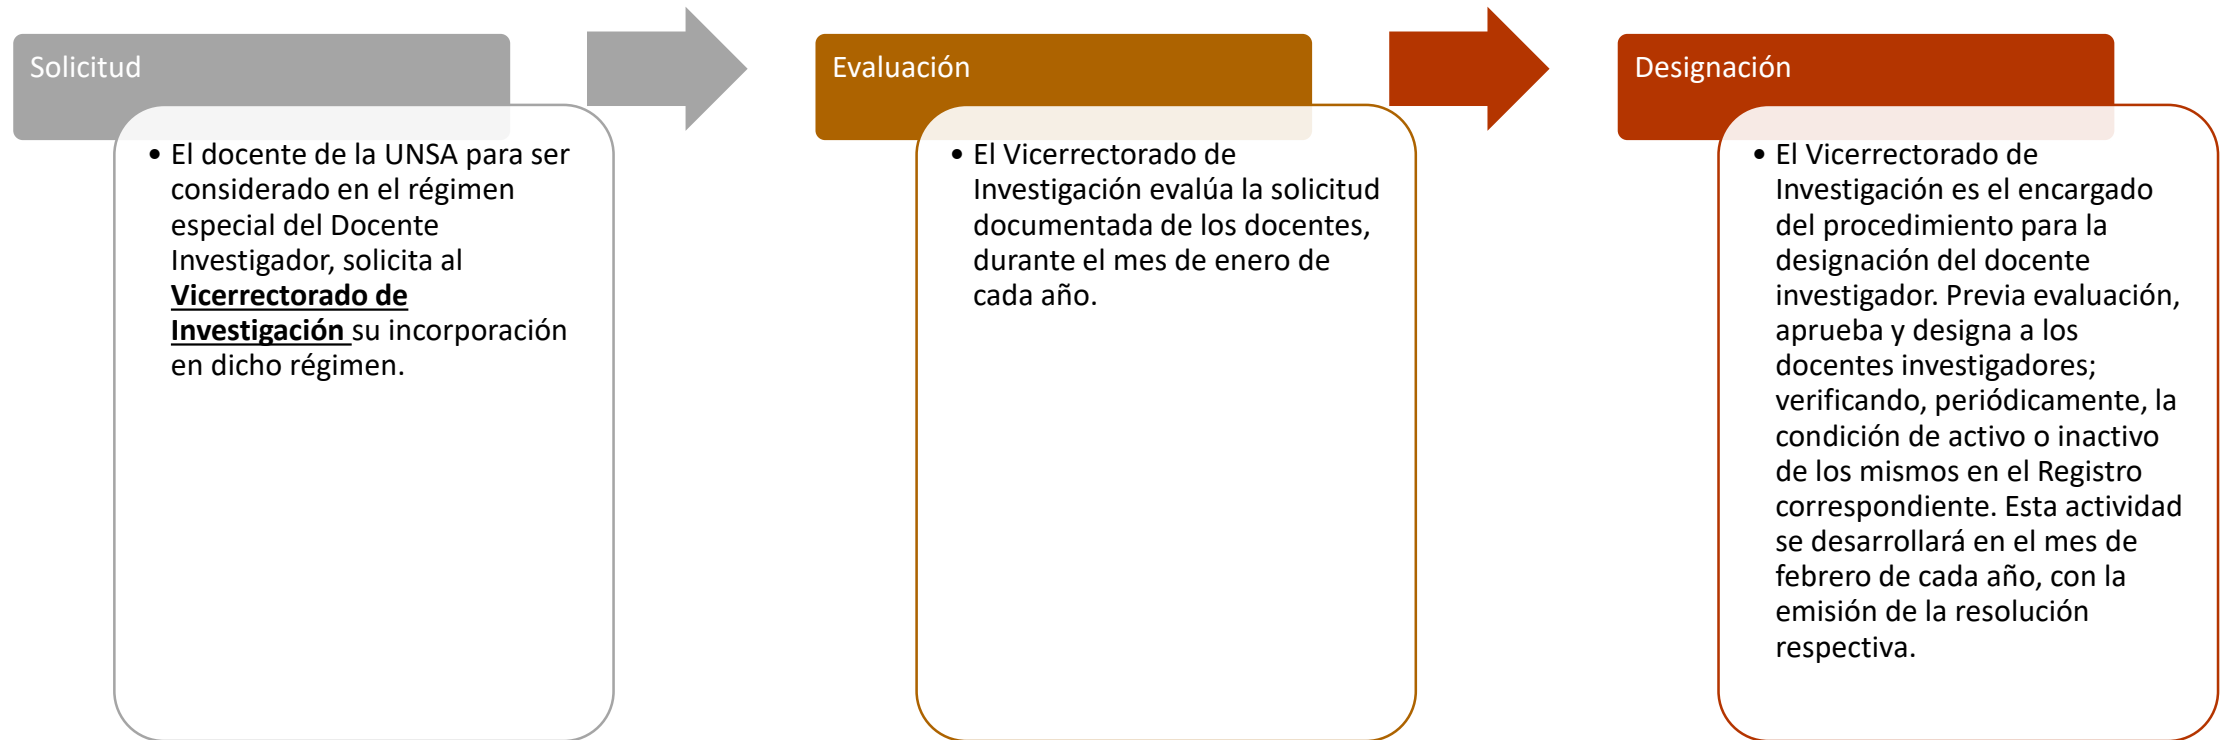 Solicitud
• El docente de la UNSA para ser
considerado en el régimen
especial del Docente
Investigador, solicita al
Vicerrectorado de
Investigación su incorporación
en dicho régimen.
Evaluación
• El Vicerrectorado de
Investigación evalúa la solicitud
documentada de los docentes,
durante el mes de enero de
cada año.
Designación
• El Vicerrectorado de
Investigación es el encargado
del procedimiento para la
designación del docente
investigador. Previa evaluación,
aprueba y designa a los
docentes investigadores;
verificando, periódicamente, la
condición de activo o inactivo
de los mismos en el Registro
correspondiente. Esta actividad
se desarrollará en el mes de
febrero de cada año, con la
emisión de la resolución
respectiva.